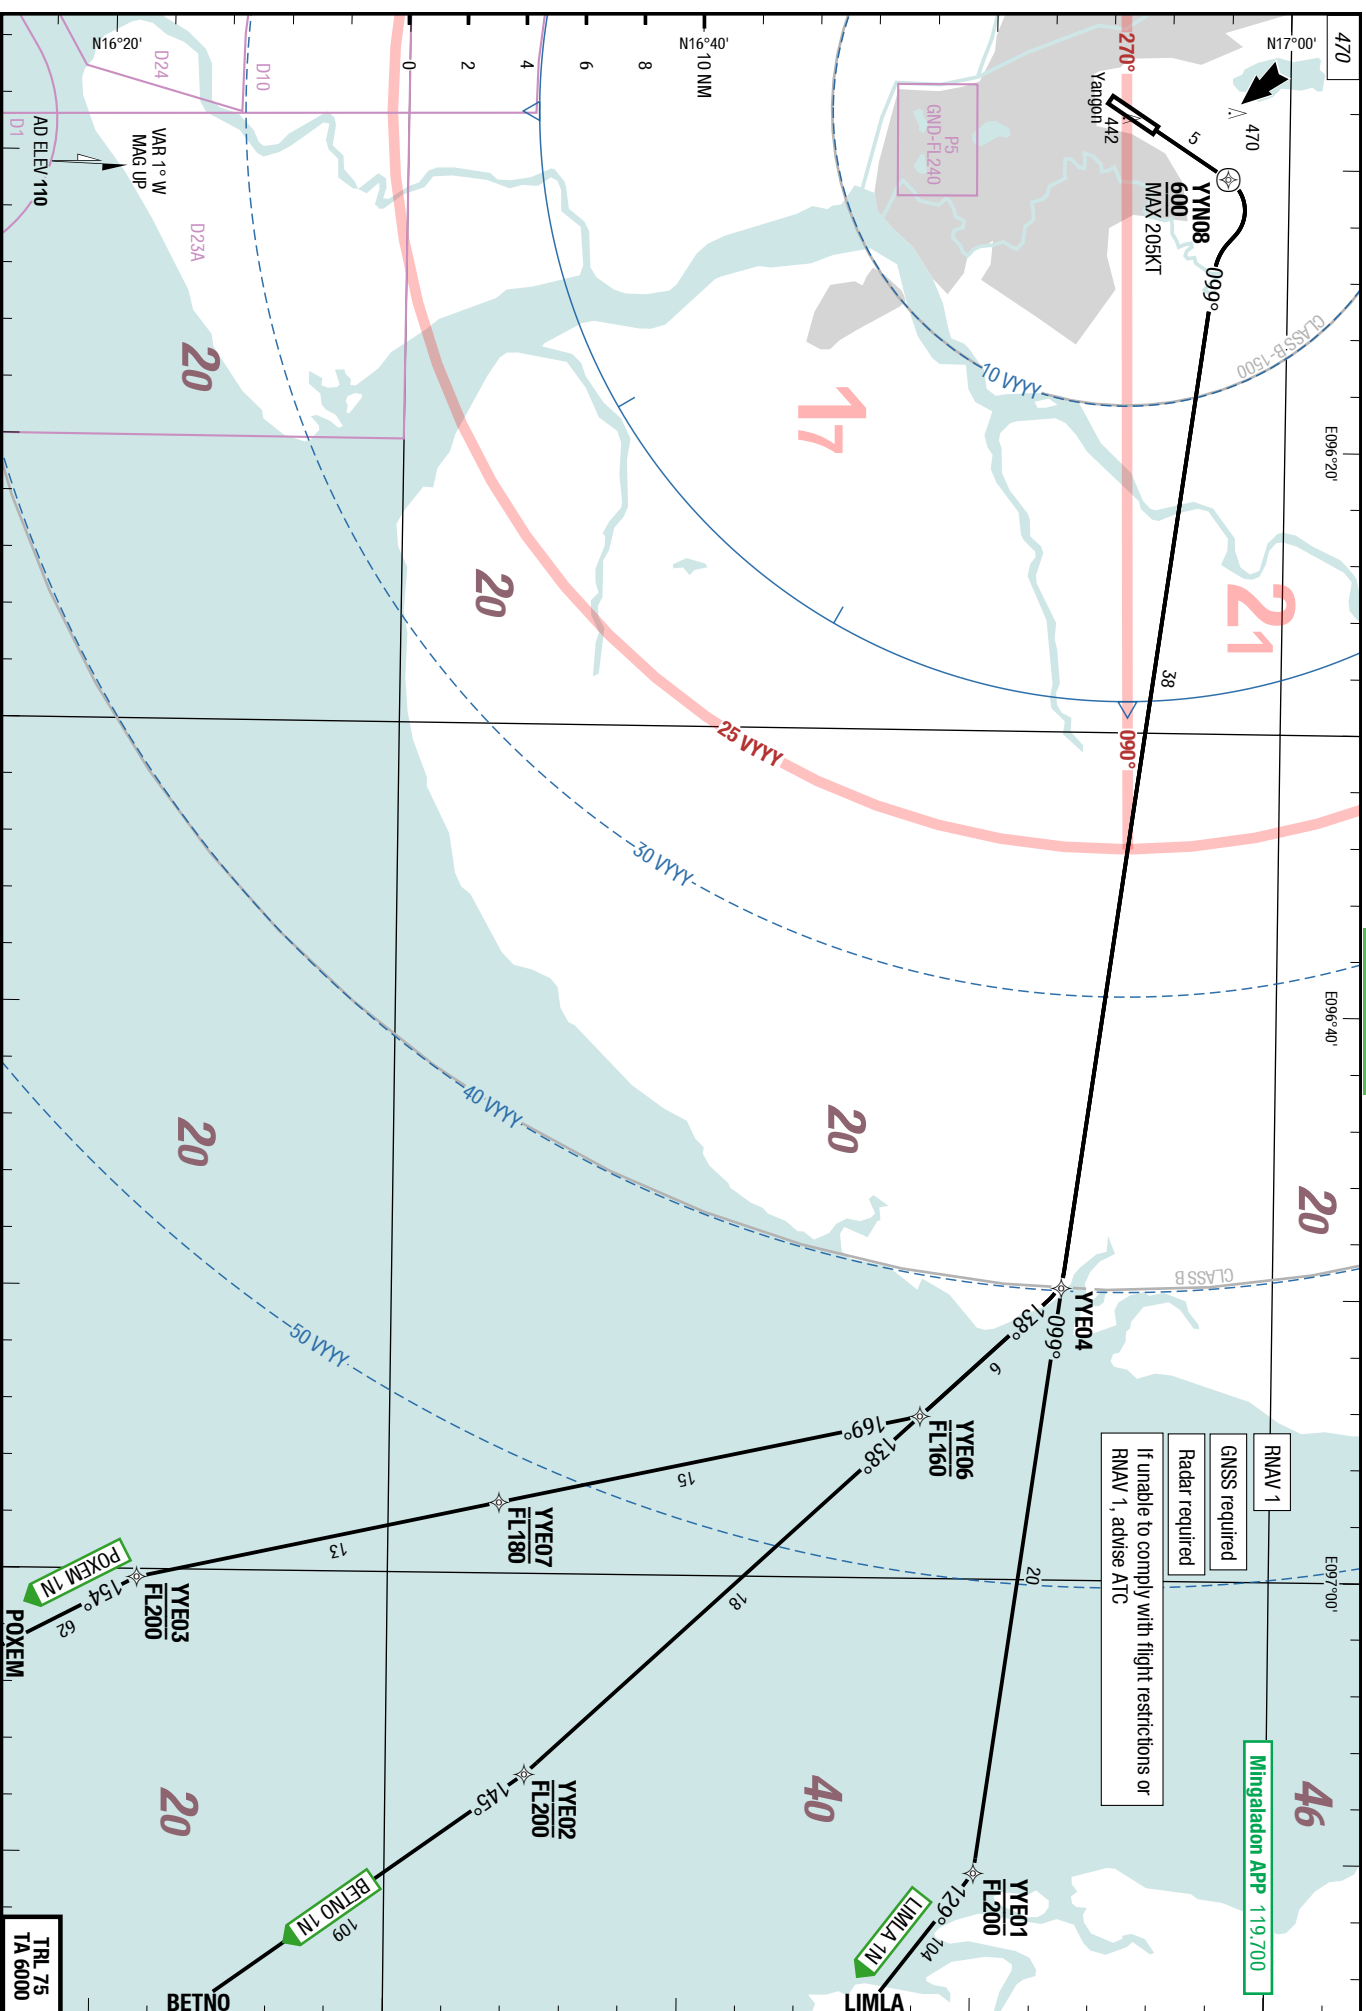 470
N17°00'
N16°40'
N16°20'
10 NM
8
6
4
2
0
270°
470
Yangon
442
5
YYN08
600
MAX 205KT
099°
P5
GND-FL240
D10
D24
D1
D23A
AD ELEV 110
VAR 1° W
MAG UP
CLASS B-1500
10 VYYY
E096°20'
20
17
21
20
38
090°
25 VYYY
30 VYYY
E096°40'
40 VYYY
20
20
20
CLASS B
YYE04
099°
138°
9
50 VYYY
YYE06
FL160
169°
138°
15
YYE07
FL180
13
YYE03
FL200
154°
62
POXEM 1N
POXEM
18
20
E097°00'
RNAV 1
GNSS required
Radar required
If unable to comply with flight restrictions or
RNAV 1, advise ATC
Mingaladon APP 119.700
46
40
20
YYE02
FL200
145°
BETNO 1N
109
BETNO
YYE01
FL200
129°
LIMLA 1N
104
LIMLA
TRL 75
TA 6000